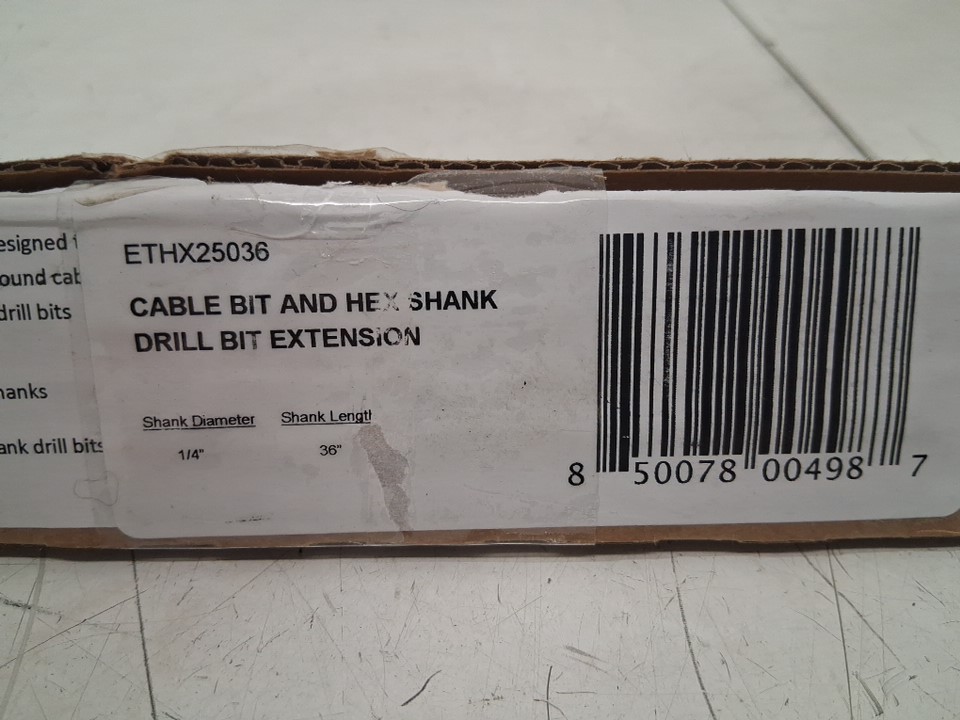 esigned
ound cab
drill bits
hanks
ank drill bits
ETHX25036
CABLE BIT AND HEX SHANK
DRILL BIT EXTENSION
Shank Diameter Shank Length
1/4" 36"
8 50078 00498 7